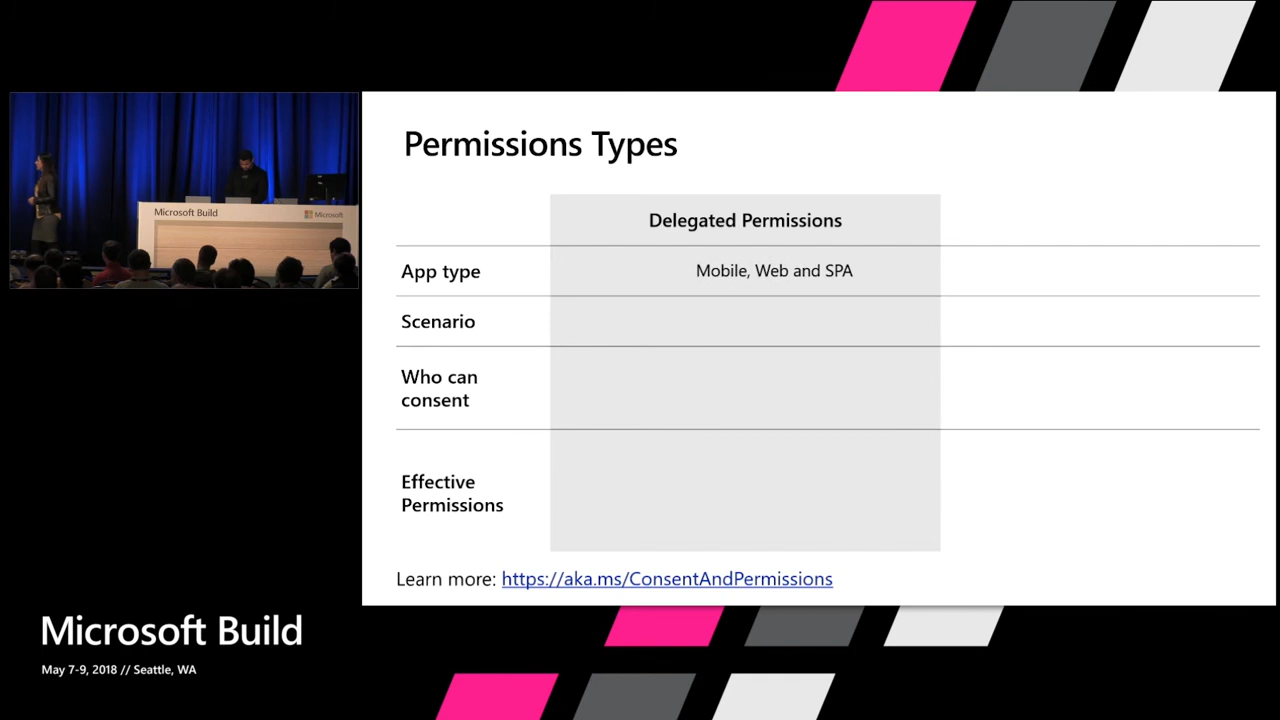 Permissions Types
Delegated Permissions
App type
Mobile, Web and SPA
Scenario
Who can
consent
Effective
Permissions
Learn more: https://aka.ms/ConsentAndPermissions
Microsoft Build
Microsoft
Microsoft Build
May 7-9, 2018 // Seattle, WA